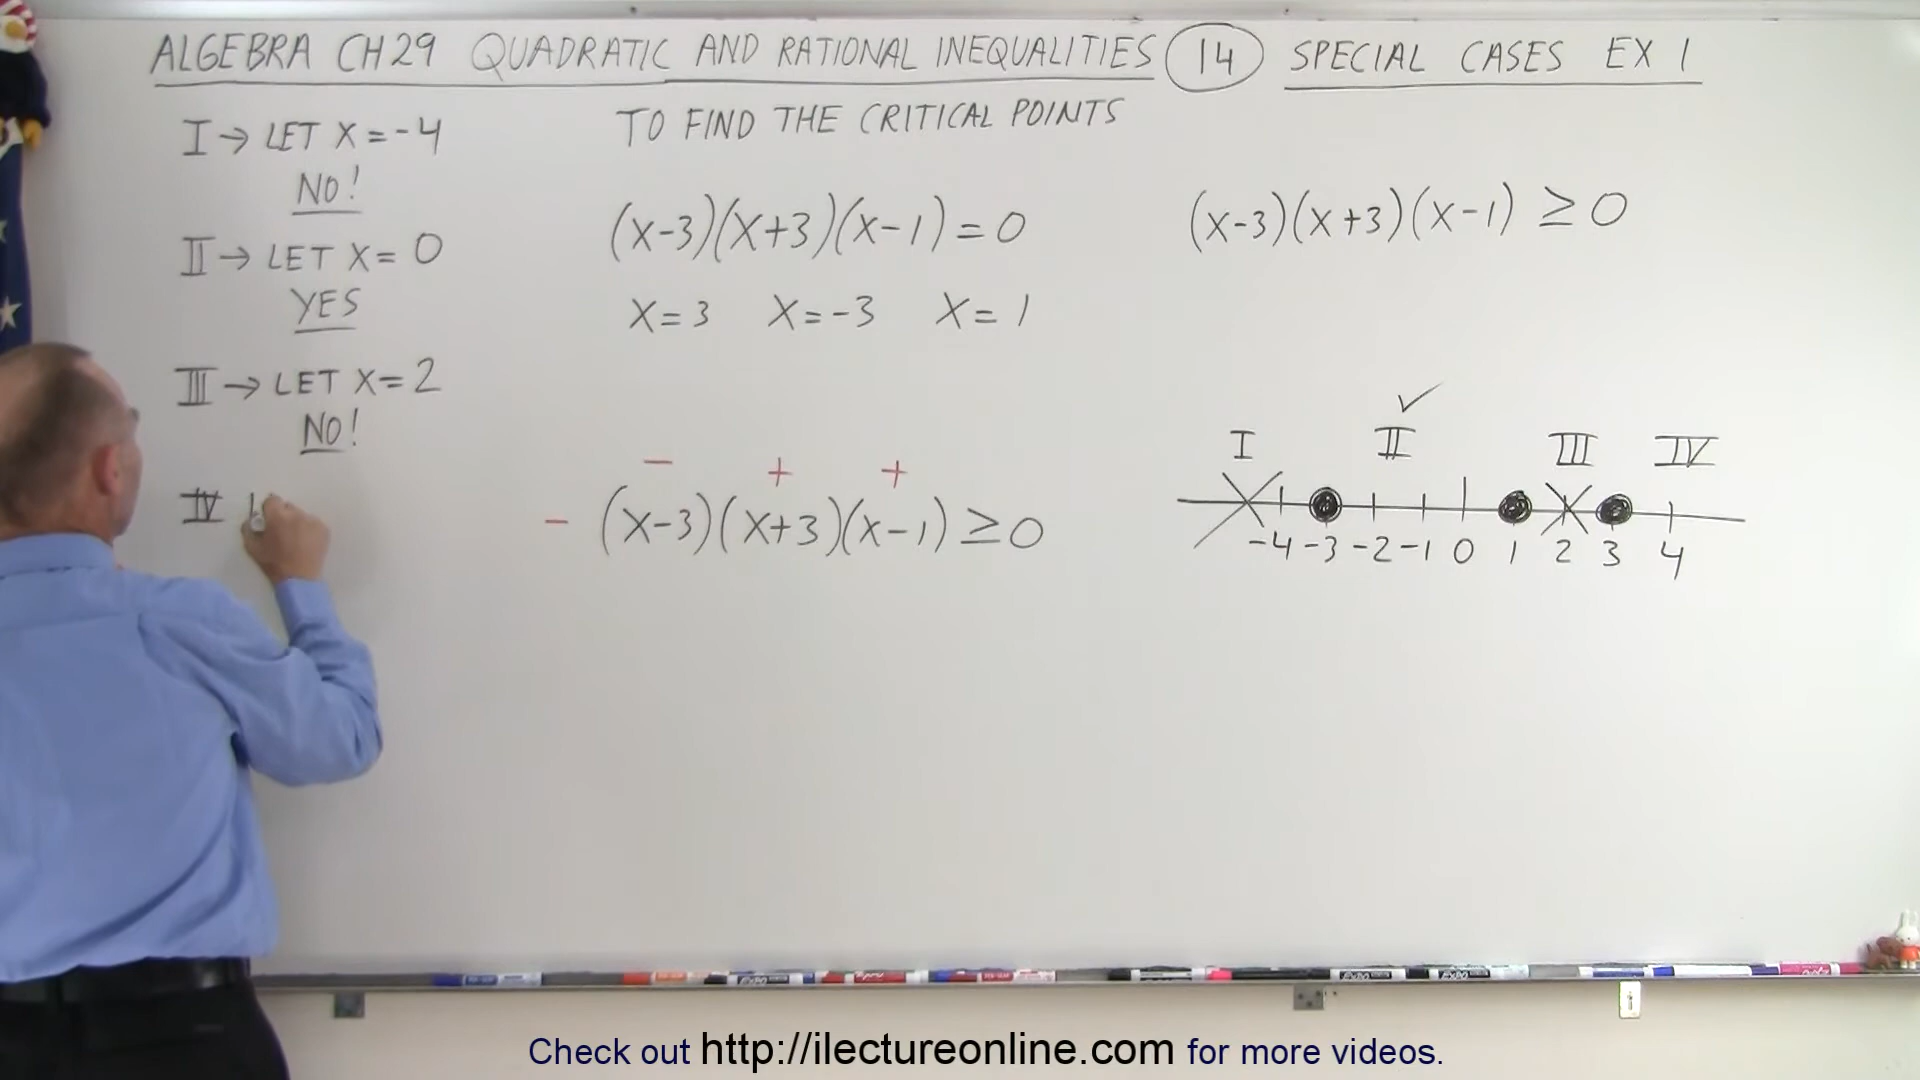 ALGEBRA CH 29 QUADRATIC AND RATIONAL INEQUALITIES 14 SPECIAL CASES EX 1
I → LET X = -4
NO!
II → LET X = 0
YES
III → LET X = 2
NO!
IV
TO FIND THE CRITICAL POINTS
(X-3)(X+3)(X-1) = 0
X = 3 X = -3 X = 1
- + +
- (X-3)(X+3)(X-1) ≥ 0
(X-3)(X+3)(X-1) ≥ 0
✓
I II III IV
-4 -3 -2 -1 0 1 2 3 4
Check out http://ilectureonline.com for more videos.